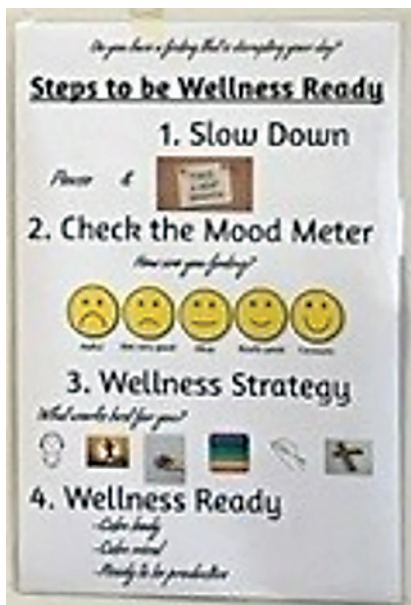 Do you have a feeling that is disrupting your day?
Steps to be Wellness Ready
1. Slow Down
Pause &
2. Check the Mood Meter
How are you feeling?
3. Wellness Strategy
What works best for you?
4. Wellness Ready
-Calm body
-Calm mind
-Ready to be productive